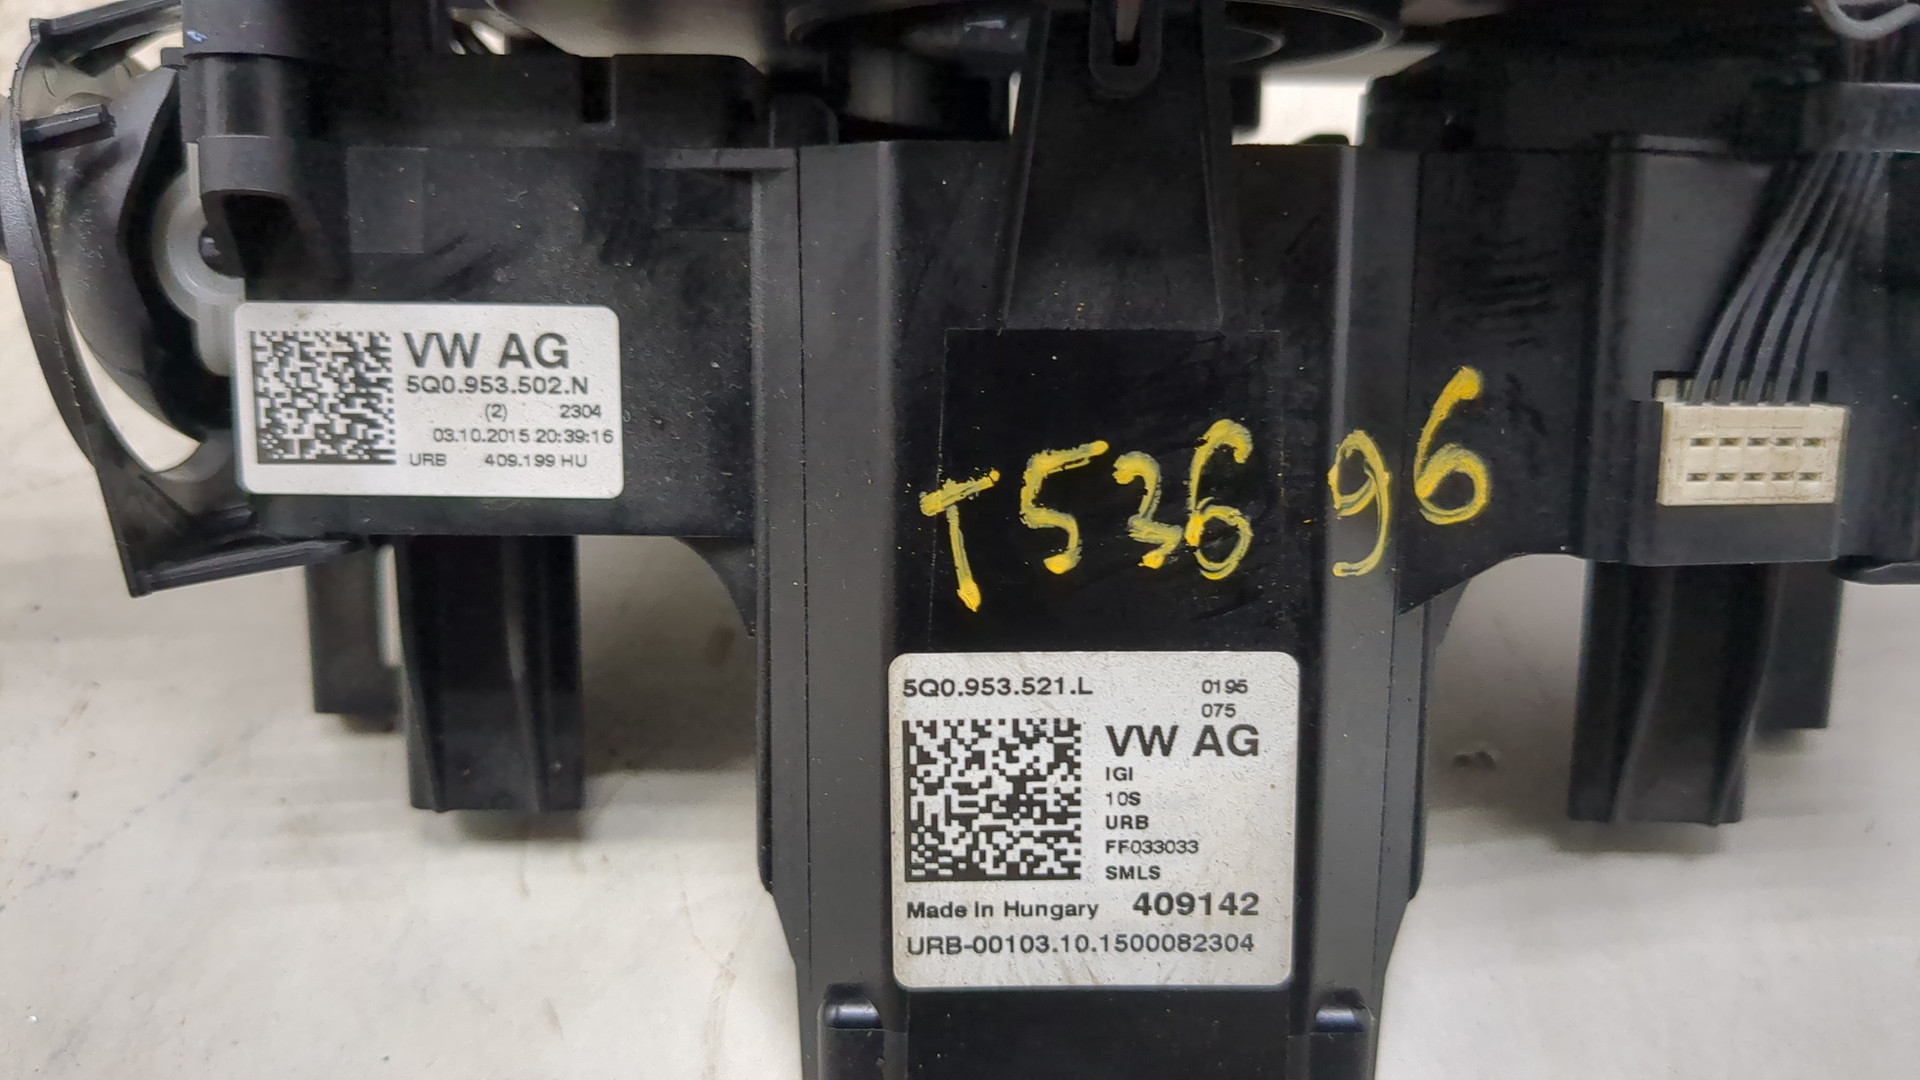 VW AG
5Q0.953.502.N
(2) 2304
03.10.2015 20:39:16
URB 409.199 HU
T53696
5Q0.953.521.L 0195
075
VW AG
IGI
10S
URB
FF033033
SMLS
Made In Hungary 409142
URB-00103.10.1500082304